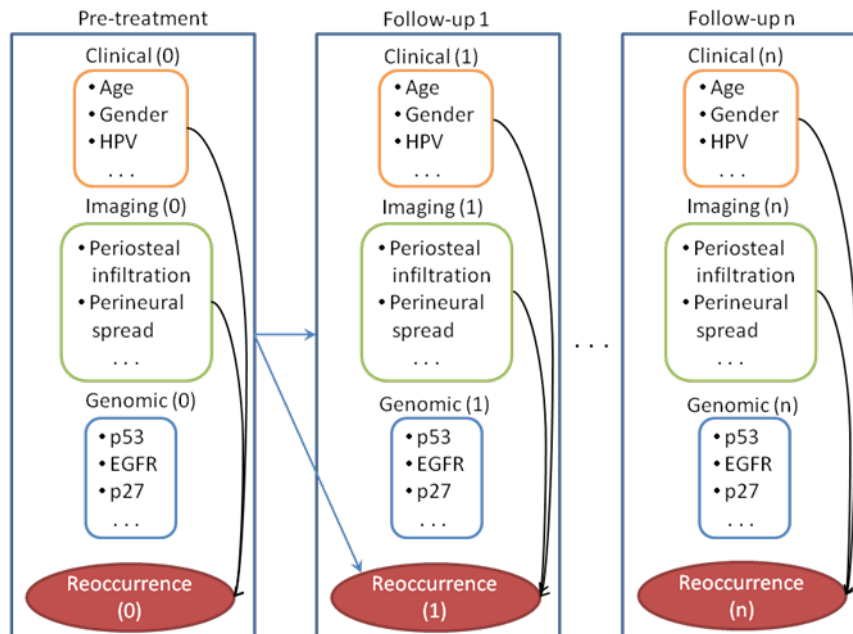 Pre-treatment
Clinical (0)
• Age
• Gender
• HPV
. . .
Imaging (0)
• Periosteal
infiltration
• Perineural
spread
. . .
Genomic (0)
• p53
• EGFR
• p27
. . .
Reoccurrence
(0)
Follow-up 1
Clinical (1)
• Age
• Gender
• HPV
. . .
Imaging (1)
• Periosteal
infiltration
• Perineural
spread
. . .
Genomic (1)
• p53
• EGFR
• p27
. . .
Reoccurrence
(1)
. . .
Follow-up n
Clinical (n)
• Age
• Gender
• HPV
. . .
Imaging (n)
• Periosteal
infiltration
• Perineural
spread
. . .
Genomic (n)
• p53
• EGFR
• p27
. . .
Reoccurrence
(n)